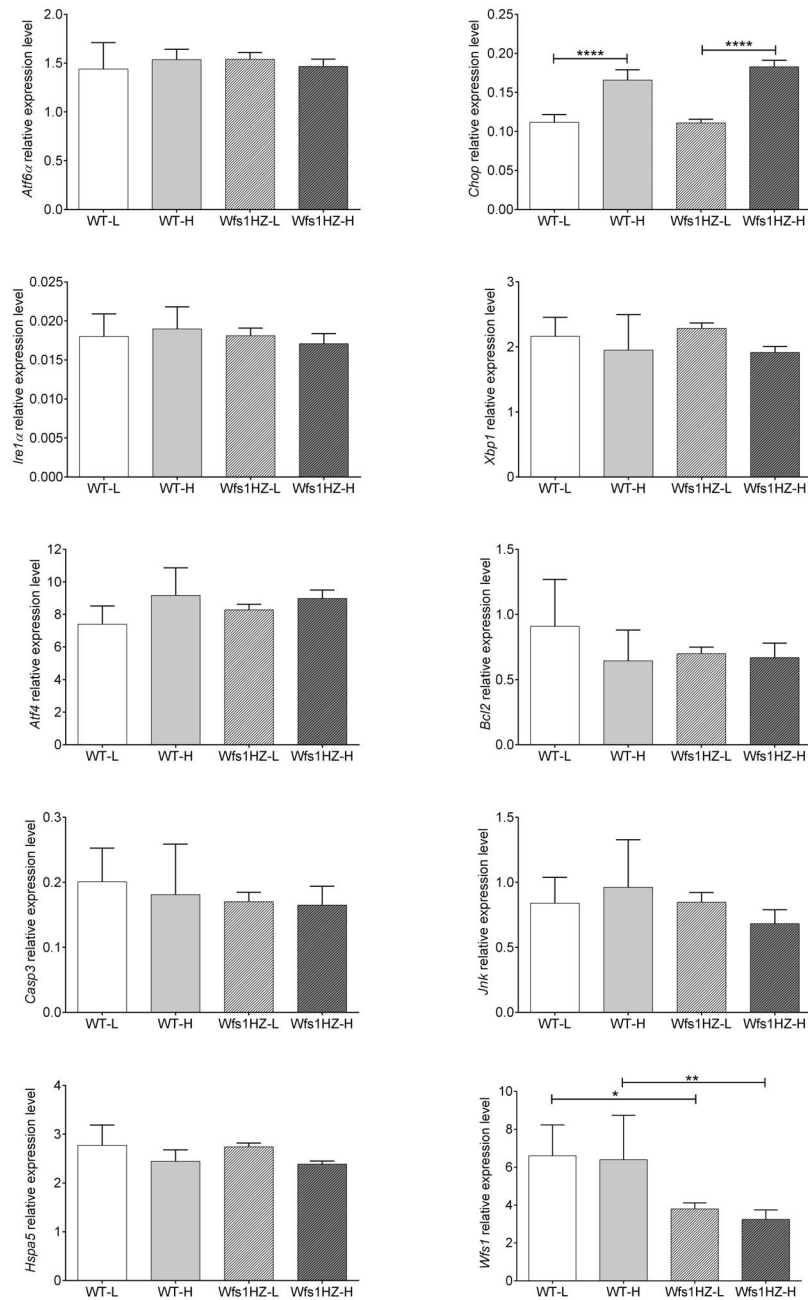 Atf6α relative expression level
2.0
1.5
1.0
0.5
0.0
WT-L WT-H Wfs1HZ-L Wfs1HZ-H
Chop relative expression level
0.25
0.20
0.15
0.10
0.05
0.00
**** ****
WT-L WT-H Wfs1HZ-L Wfs1HZ-H
Ire1α relative expression level
0.025
0.020
0.015
0.010
0.005
0.000
WT-L WT-H Wfs1HZ-L Wfs1HZ-H
Xbp1 relative expression level
3
2
1
0
WT-L WT-H Wfs1HZ-L Wfs1HZ-H
Atf4 relative expression level
12
10
8
6
4
2
0
WT-L WT-H Wfs1HZ-L Wfs1HZ-H
Bcl2 relative expression level
1.5
1.0
0.5
0.0
WT-L WT-H Wfs1HZ-L Wfs1HZ-H
Casp3 relative expression level
0.3
0.2
0.1
0.0
WT-L WT-H Wfs1HZ-L Wfs1HZ-H
Jnk relative expression level
1.5
1.0
0.5
0.0
WT-L WT-H Wfs1HZ-L Wfs1HZ-H
Hspa5 relative expression level
4
3
2
1
0
WT-L WT-H Wfs1HZ-L Wfs1HZ-H
Wfs1 relative expression level
10
8
6
4
2
0
**
*
WT-L WT-H Wfs1HZ-L Wfs1HZ-H